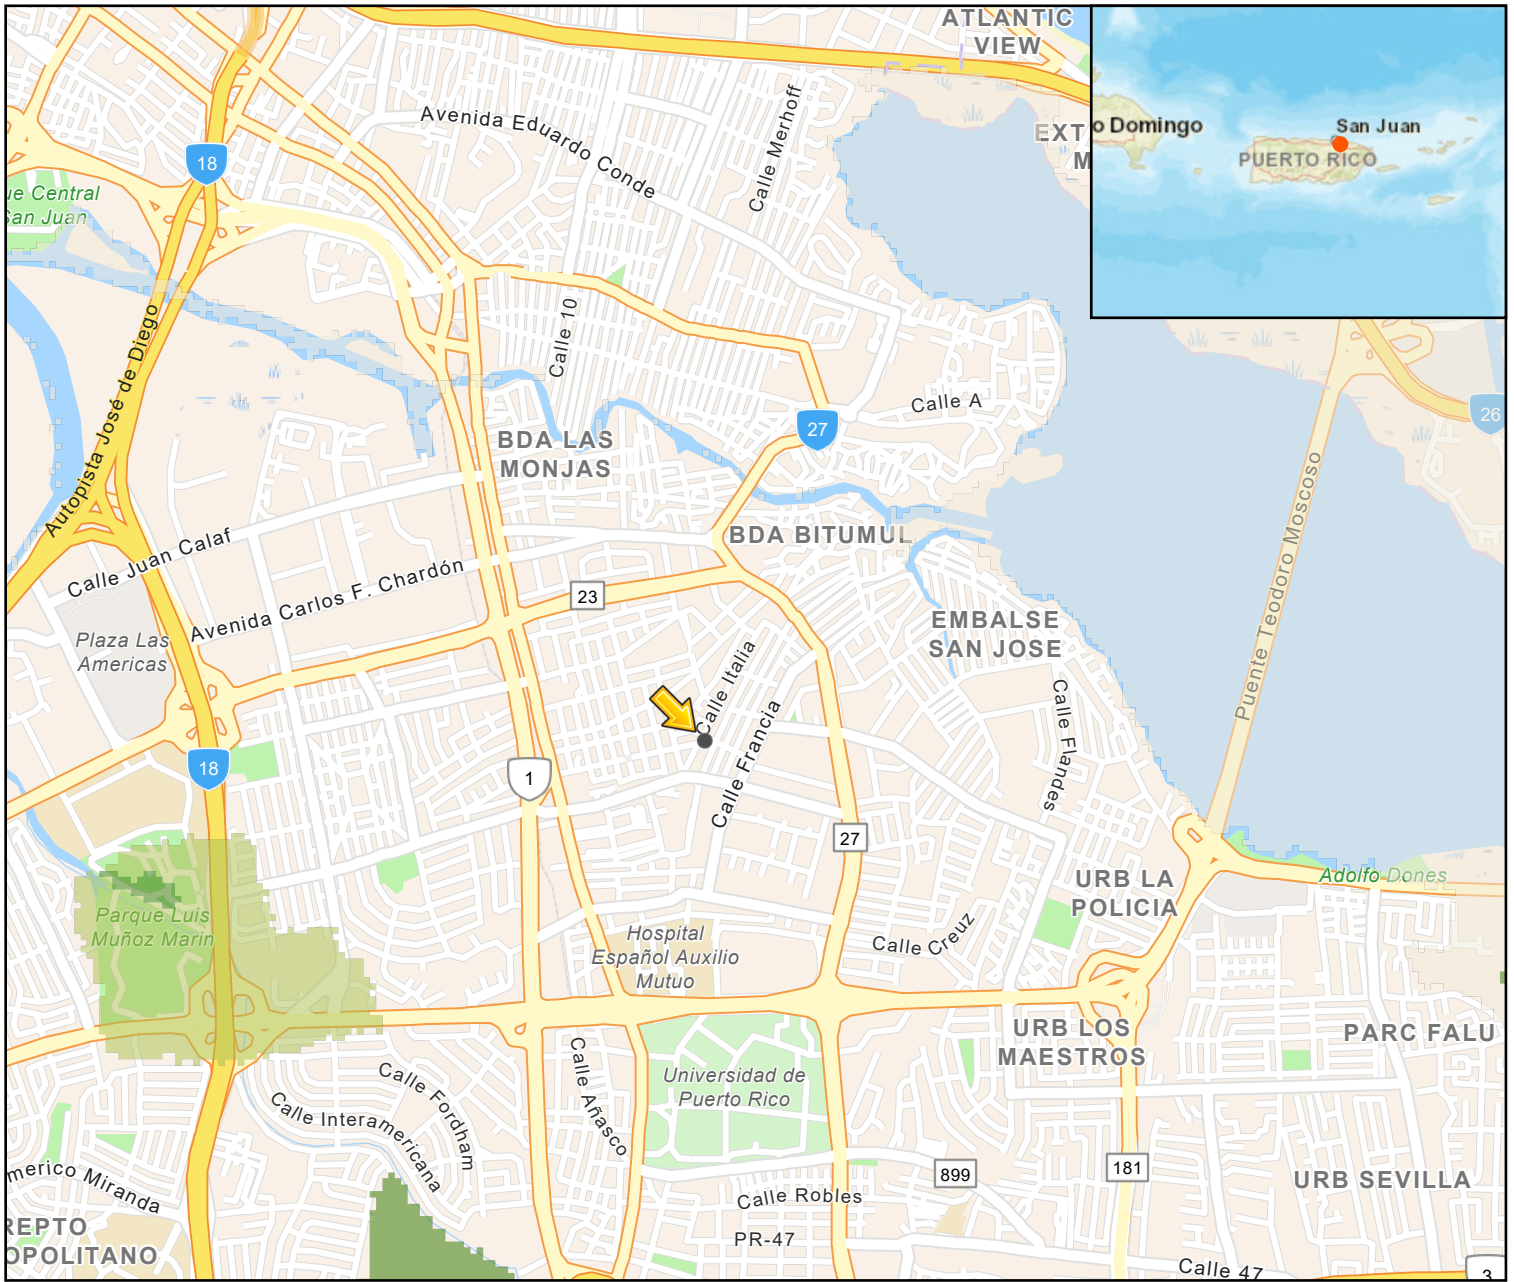 ATLANTIC
VIEW
Avenida Eduardo Conde
Calle Merhoff
EXT
M
o Domingo
San Juan
PUERTO RICO
18
ue Central
San Juan
Autopista José de Diego
Calle 10
Calle A
27
26
BDA LAS
MONJAS
BDA BITUMUL
Calle Juan Calaf
Avenida Carlos F. Chardón
23
Puente Teodoro Moscoso
EMBALSE
SAN JOSE
Plaza Las
Americas
Calle Italia
Calle Francia
Calle Flandes
18
1
27
URB LA
POLICIA
Adolfo Dones
Parque Luis
Muñoz Marin
Hospital
Español Auxilio
Mutuo
Calle Creuz
URB LOS
MAESTROS
PARC FALU
Universidad de
Puerto Rico
Calle Añasco
Calle Fordham
Calle Interamericana
merico Miranda
899
181
URB SEVILLA
Calle Robles
REPTO
OPOLITANO
PR-47
Calle 47
3